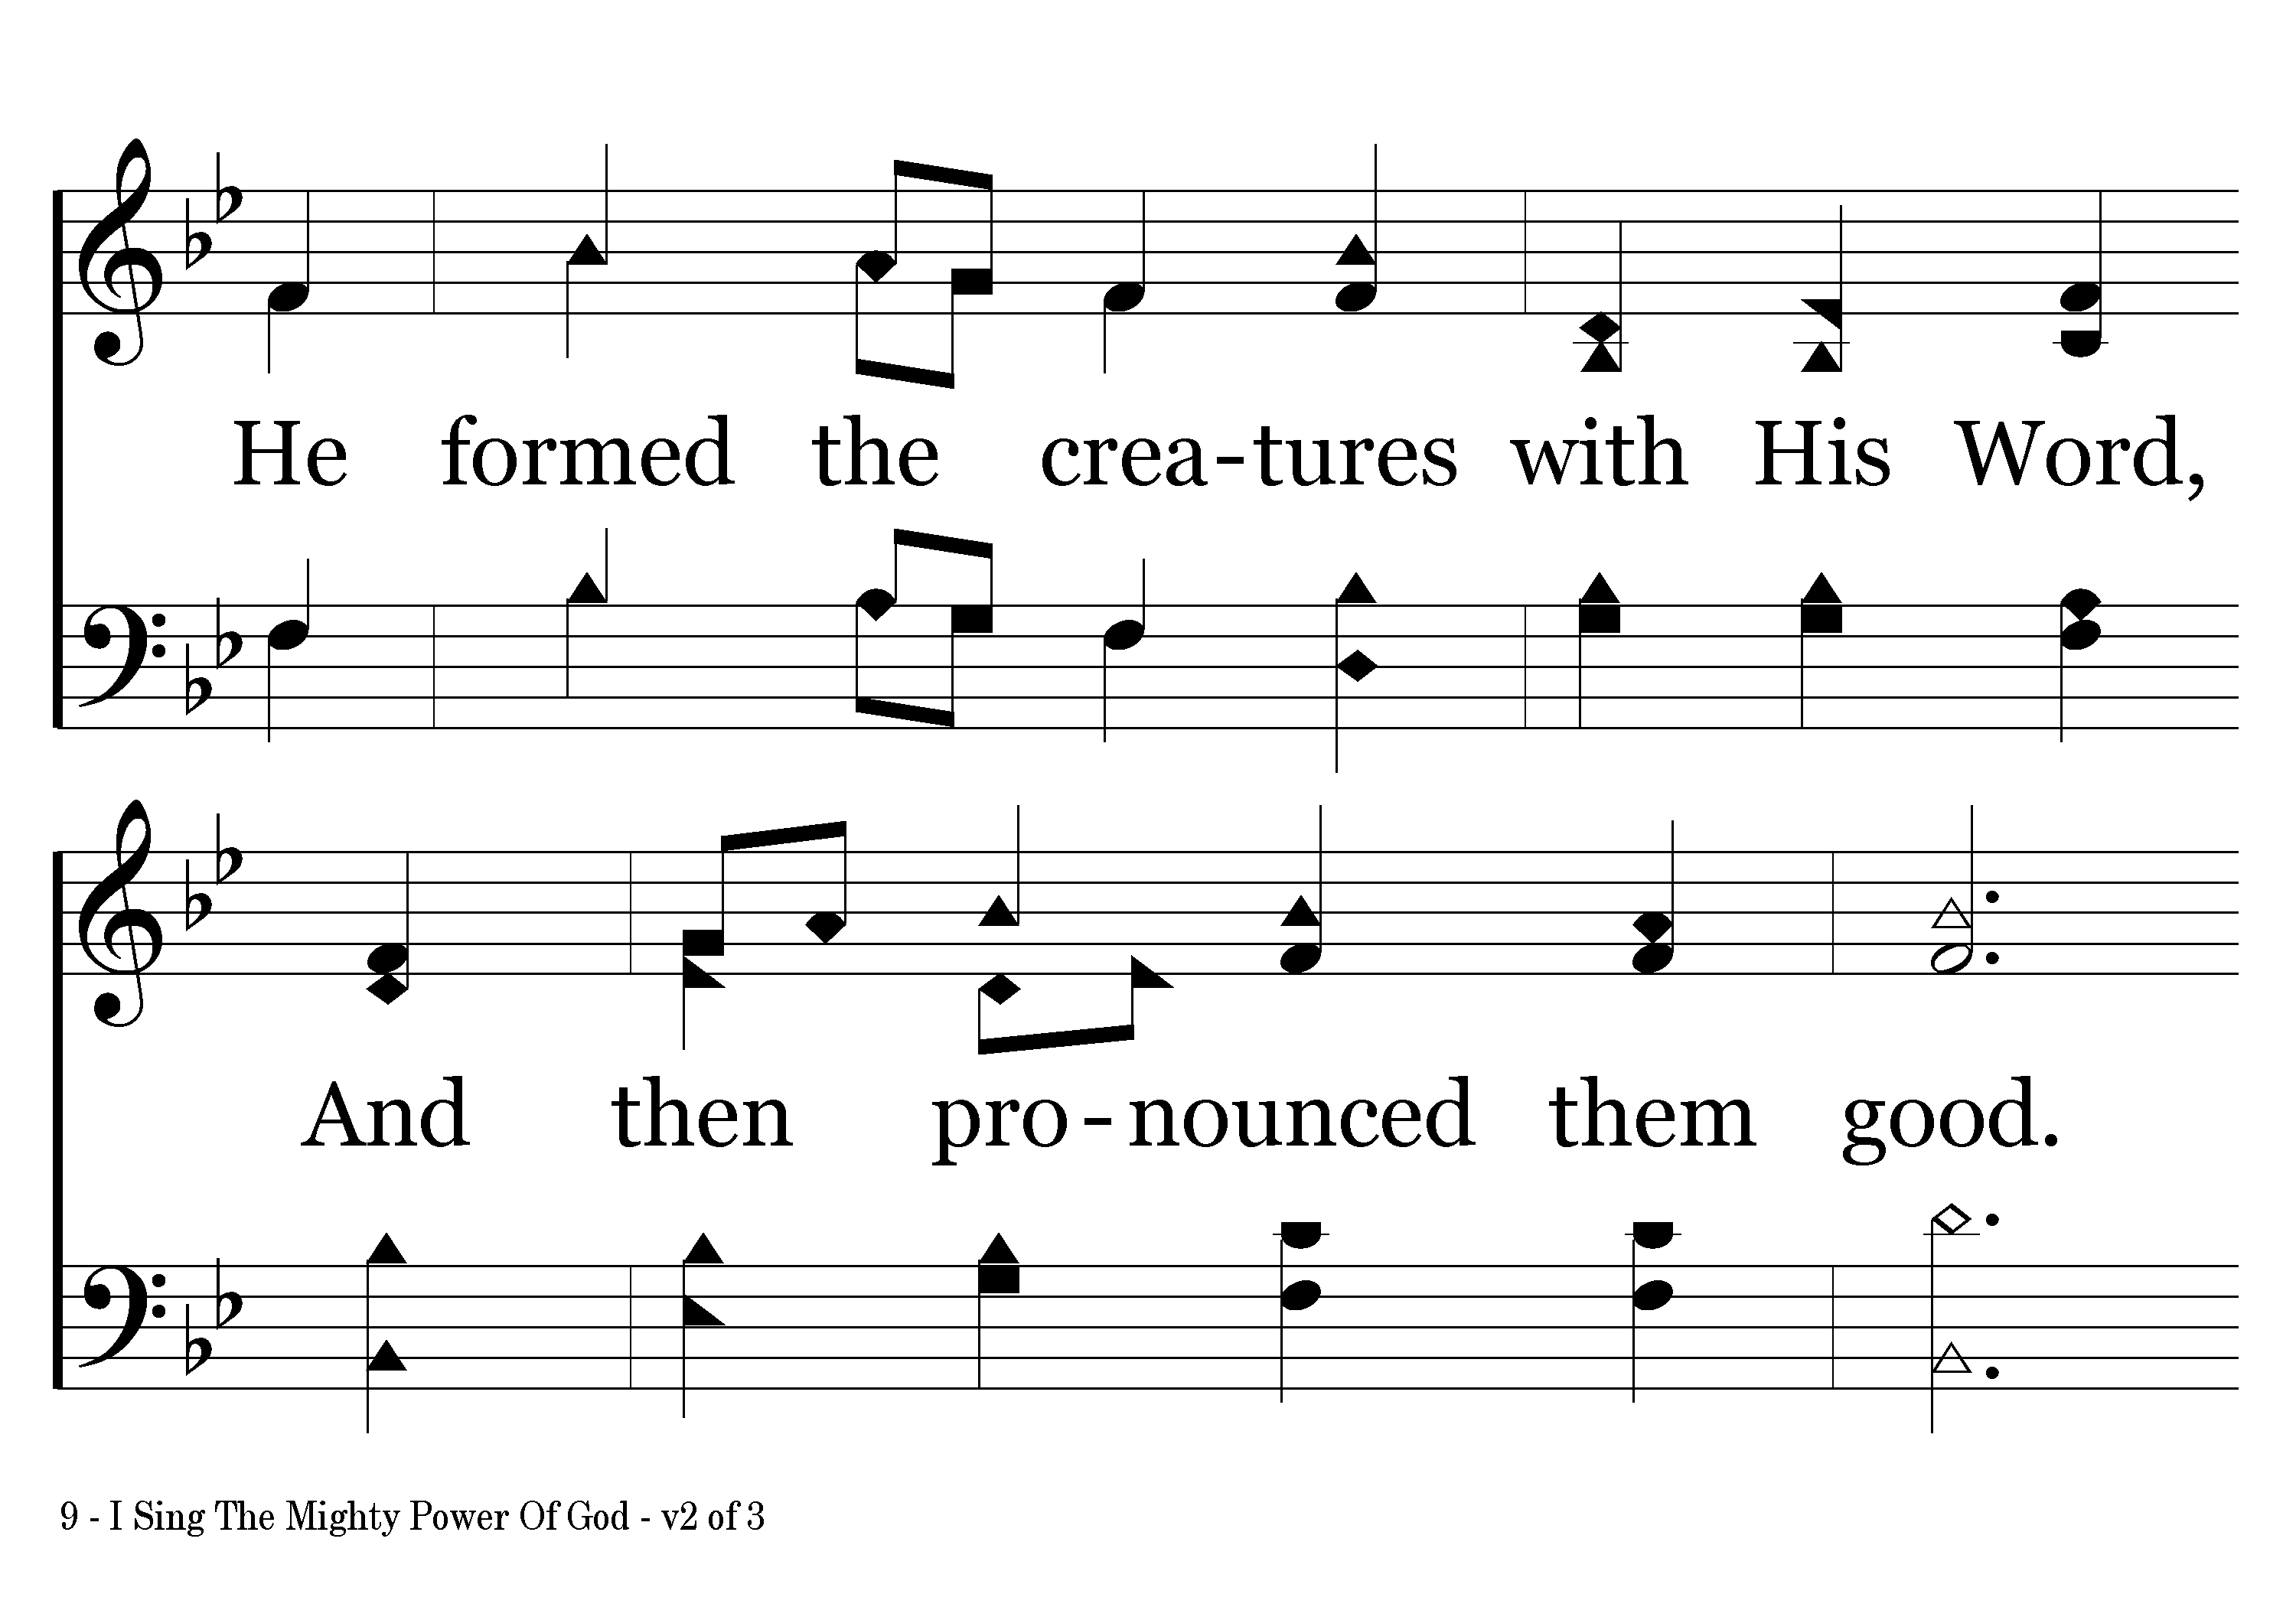 He formed the crea-tures with His Word,
And then pro-nounced them good.
9 - I Sing The Mighty Power Of God - v2 of 3